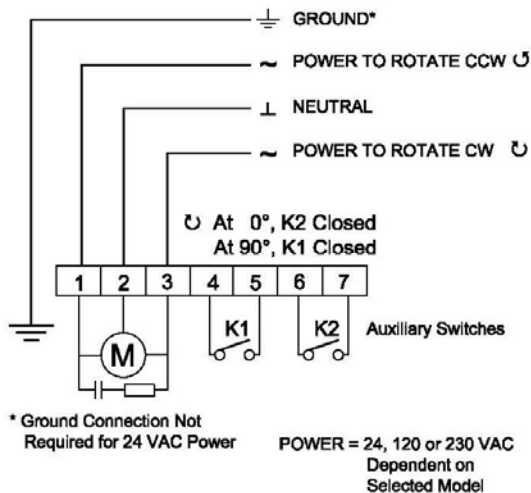 GROUND*
POWER TO ROTATE CCW ↺
NEUTRAL
POWER TO ROTATE CW ↻
↻ At 0°, K2 Closed
At 90°, K1 Closed
1 2 3 4 5 6 7
K1 K2 Auxiliary Switches
M
* Ground Connection Not
Required for 24 VAC Power
POWER = 24, 120 or 230 VAC
Dependent on
Selected Model